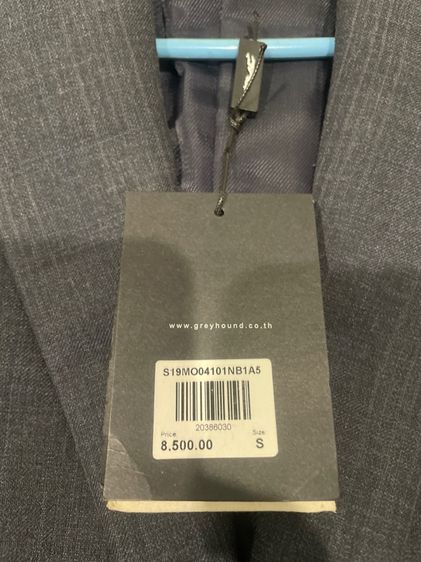 www.greyhound.co.th
S19MO04101NB1A5
20386030
Price Size
8,500.00 S